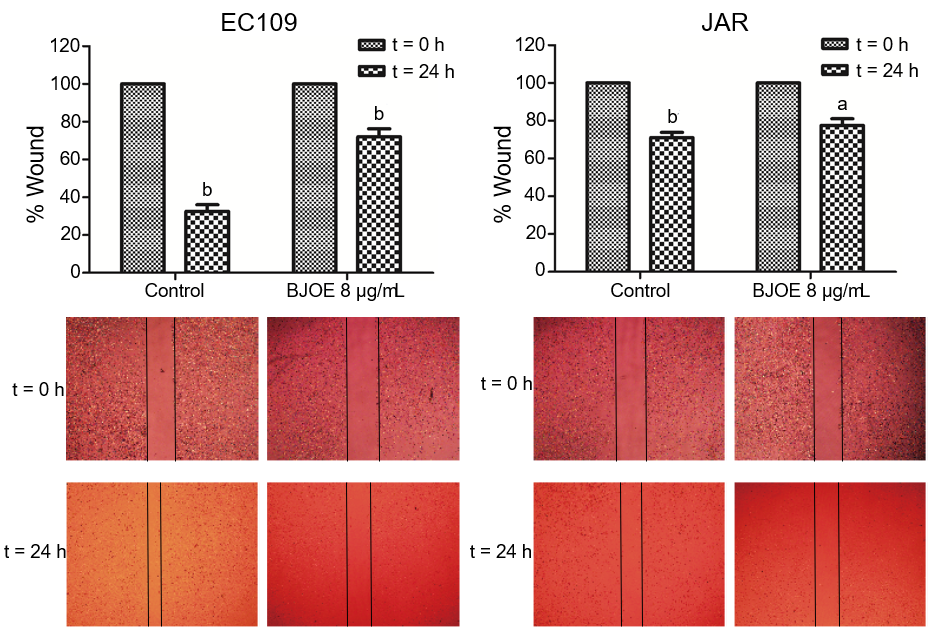 EC109
120
100
80
60
40
20
0
% Wound
t = 0 h
t = 24 h
b
b
Control
BJOE 8 µg/mL
JAR
120
100
80
60
40
20
0
% Wound
t = 0 h
t = 24 h
b
a
Control
BJOE 8 µg/mL
t = 0 h
t = 0 h
t = 24 h
t = 24 h